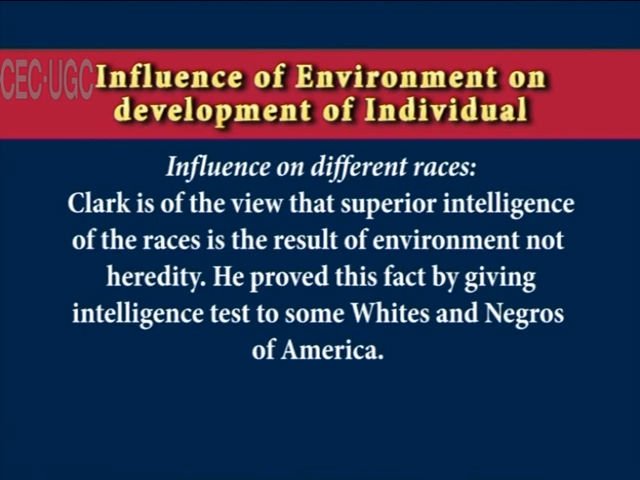 CEC-UGC
Influence of Environment on
development of Individual
Influence on different races:
Clark is of the view that superior intelligence
of the races is the result of environment not
heredity. He proved this fact by giving
intelligence test to some Whites and Negros
of America.